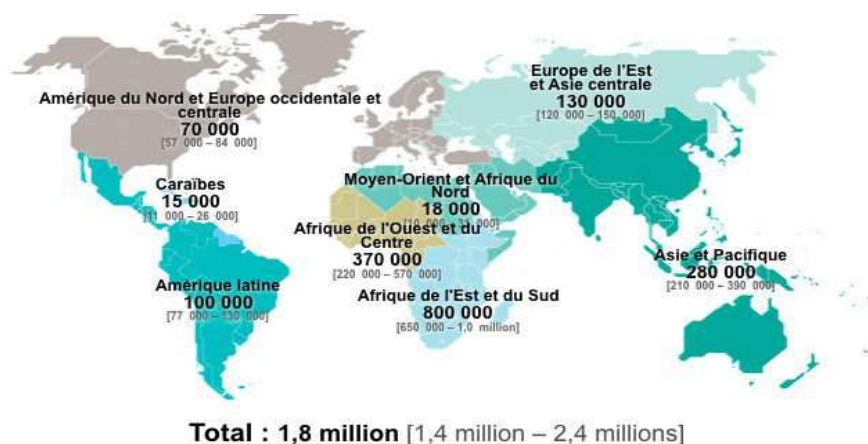 Amérique du Nord et Europe occidentale et
centrale
70 000
[57 000 – 84 000]
Europe de l'Est
et Asie centrale
130 000
[120 000 – 150 000]
Caraïbes
15 000
[11 000 – 26 000]
Moyen-Orient et Afrique du
Nord
18 000
Afrique de l'Ouest et du
Centre
370 000
[220 000 – 570 000]
Asie et Pacifique
280 000
[210 000 – 390 000]
Amérique latine
100 000
[77 000 – 130 000]
Afrique de l'Est et du Sud
800 000
[650 000 – 1,0 million]
Total : 1,8 million [1,4 million – 2,4 millions]